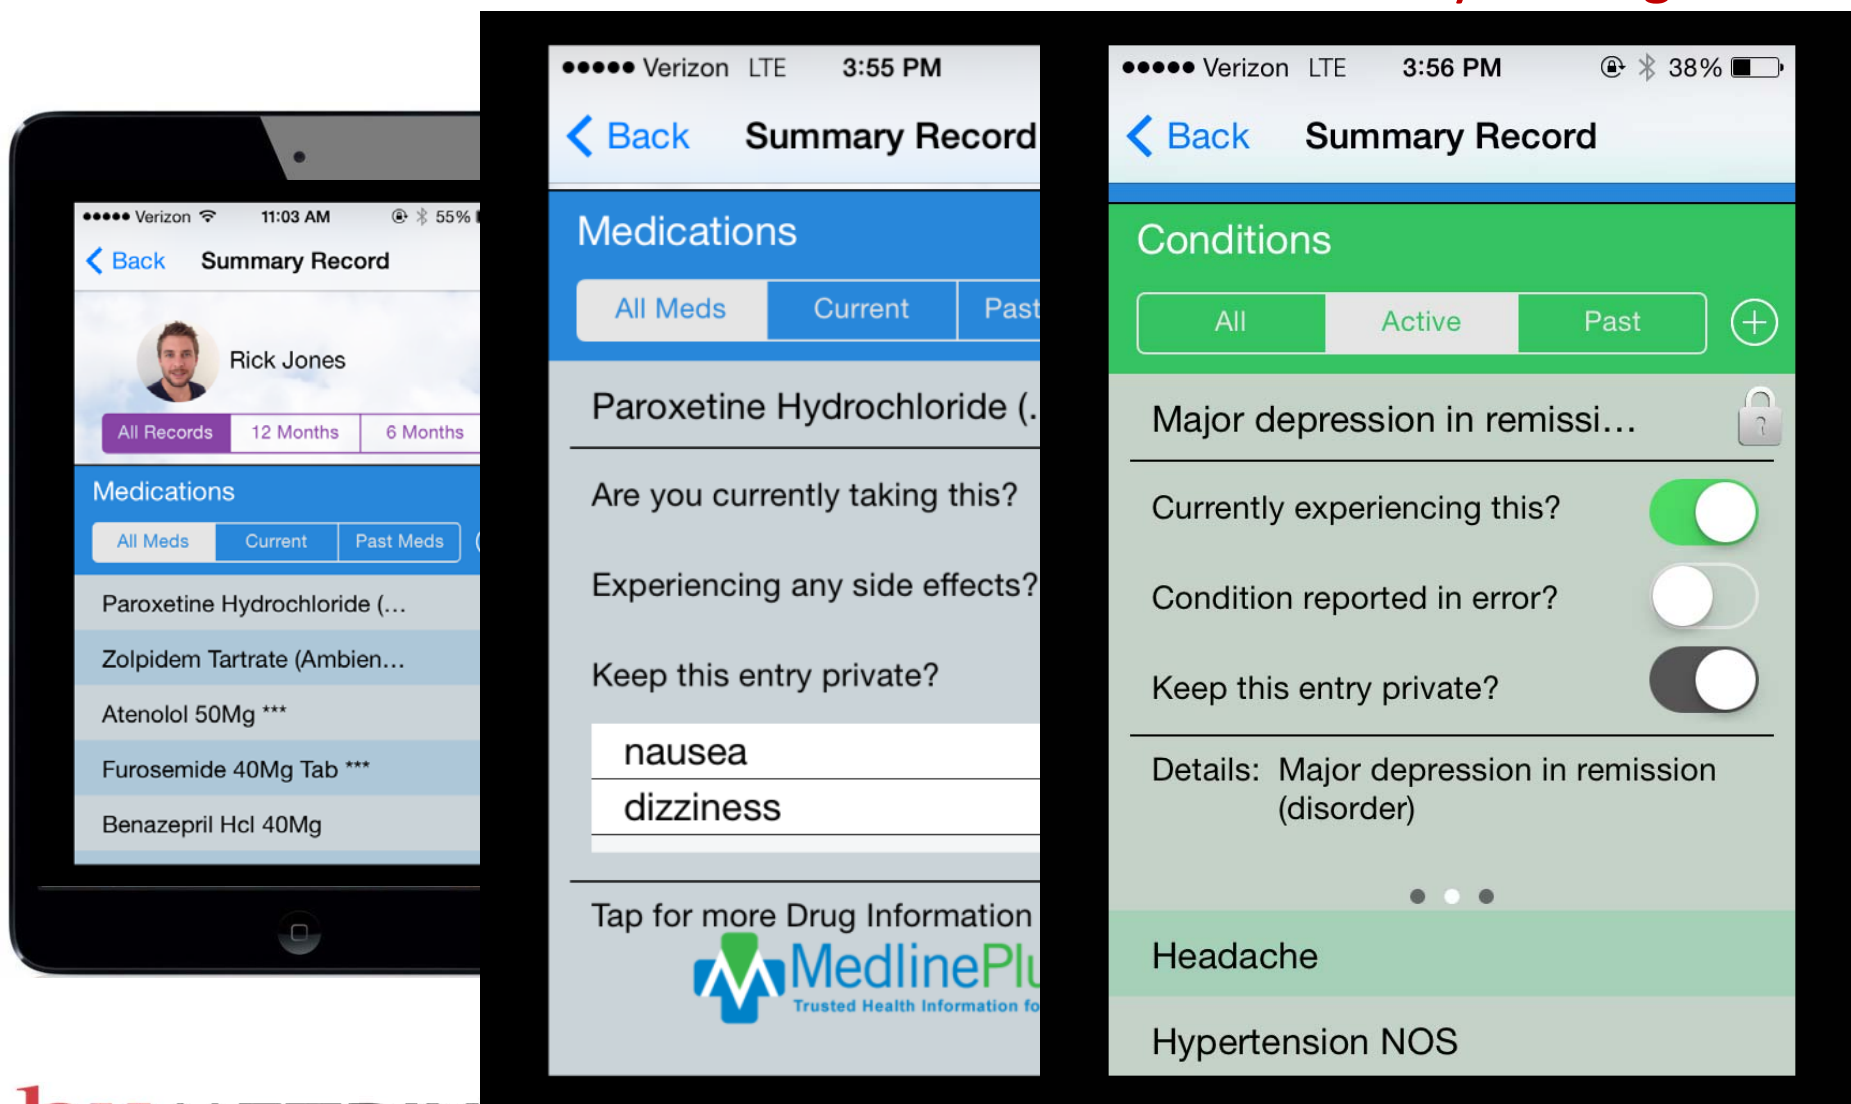 Verizon 11:03 AM 55%
Back Summary Record
Rick Jones
All Records 12 Months 6 Months
Medications
All Meds Current Past Meds
Paroxetine Hydrochloride (...
Zolpidem Tartrate (Ambien...
Atenolol 50Mg ***
Furosemide 40Mg Tab ***
Benazepril Hcl 40Mg
Verizon LTE 3:55 PM
Back Summary Record
Medications
All Meds Current Past
Paroxetine Hydrochloride (.
Are you currently taking this?
Experiencing any side effects?
Keep this entry private?
nausea
dizziness
Tap for more Drug Information
MedlinePlu
Trusted Health Information fo
Verizon LTE 3:56 PM 38%
Back Summary Record
Conditions
All Active Past
Major depression in remissi...
Currently experiencing this?
Condition reported in error?
Keep this entry private?
Details: Major depression in remission
(disorder)
Headache
Hypertension NOS